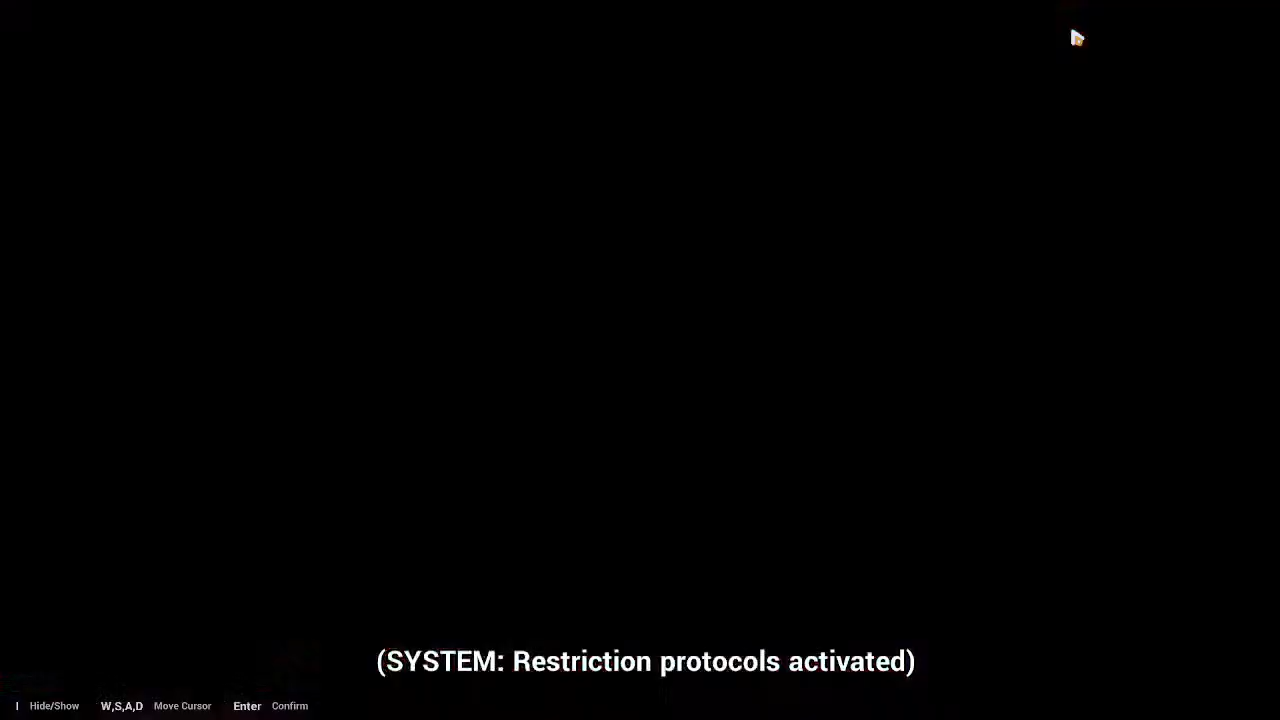 (SYSTEM: Restriction protocols activated)
I Hide/Show W,S,A,D Move Cursor Enter Confirm